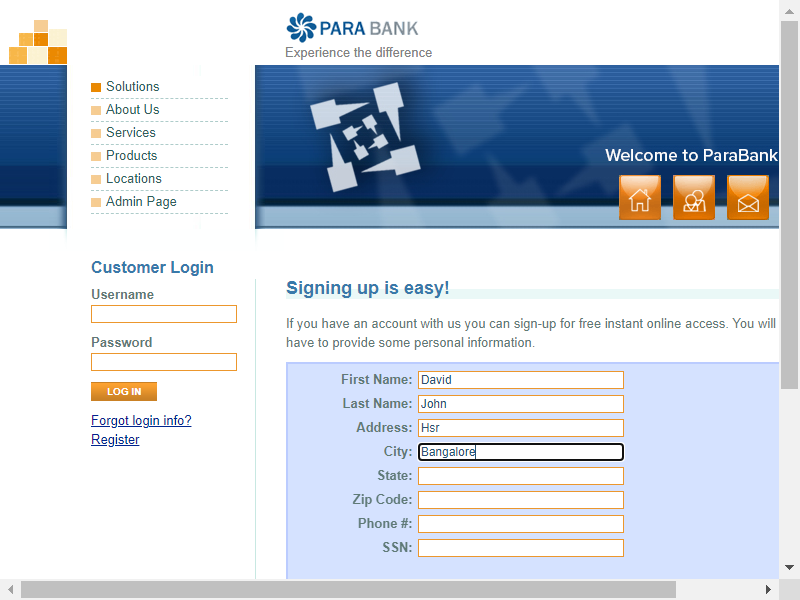 PARA BANK
Experience the difference
Solutions
About Us
Services
Products
Locations
Admin Page
Welcome to ParaBank
Customer Login
Username
Password
LOG IN
Forgot login info?
Register
Signing up is easy!
If you have an account with us you can sign-up for free instant online access. You will
have to provide some personal information.
First Name: David
Last Name: John
Address: Hsr
City: Bangalore
State:
Zip Code:
Phone #:
SSN: